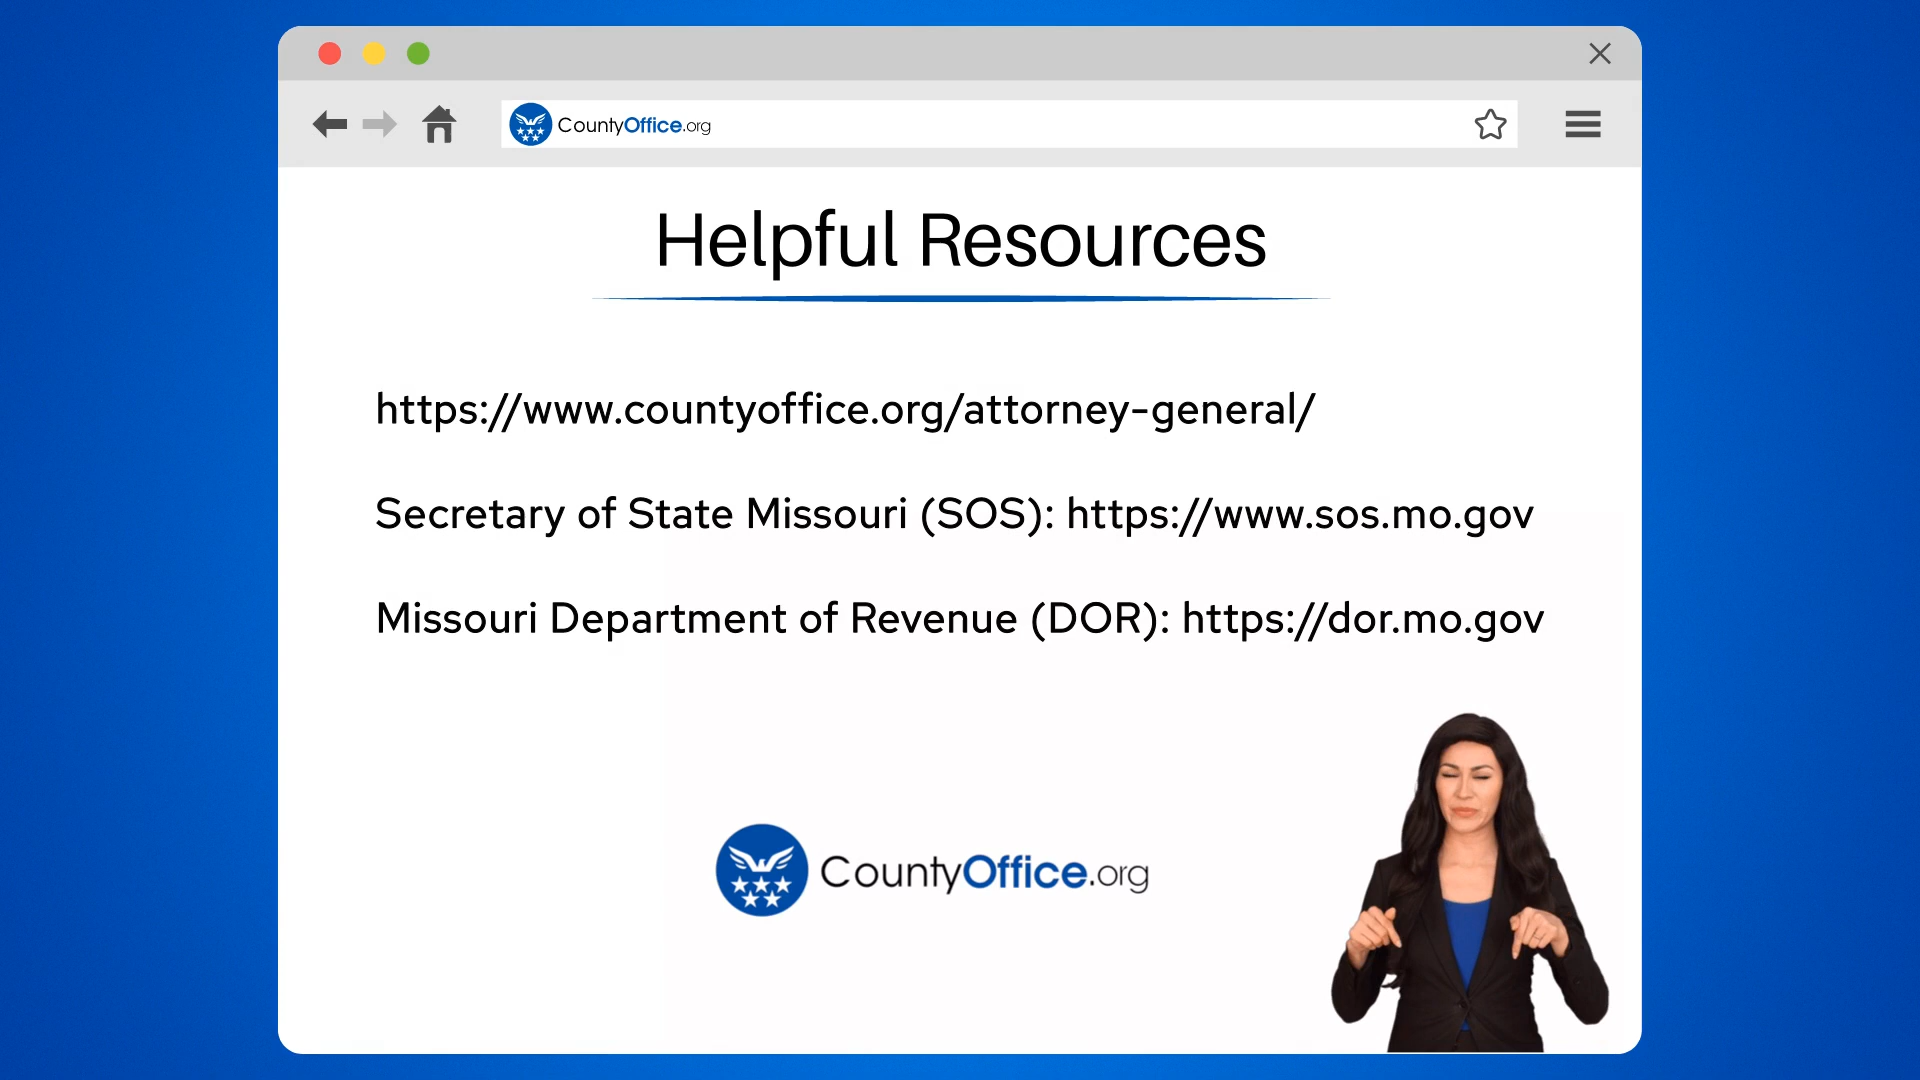 CountyOffice.org
Helpful Resources
https://www.countyoffice.org/attorney-general/
Secretary of State Missouri (SOS): https://www.sos.mo.gov
Missouri Department of Revenue (DOR): https://dor.mo.gov
CountyOffice.org